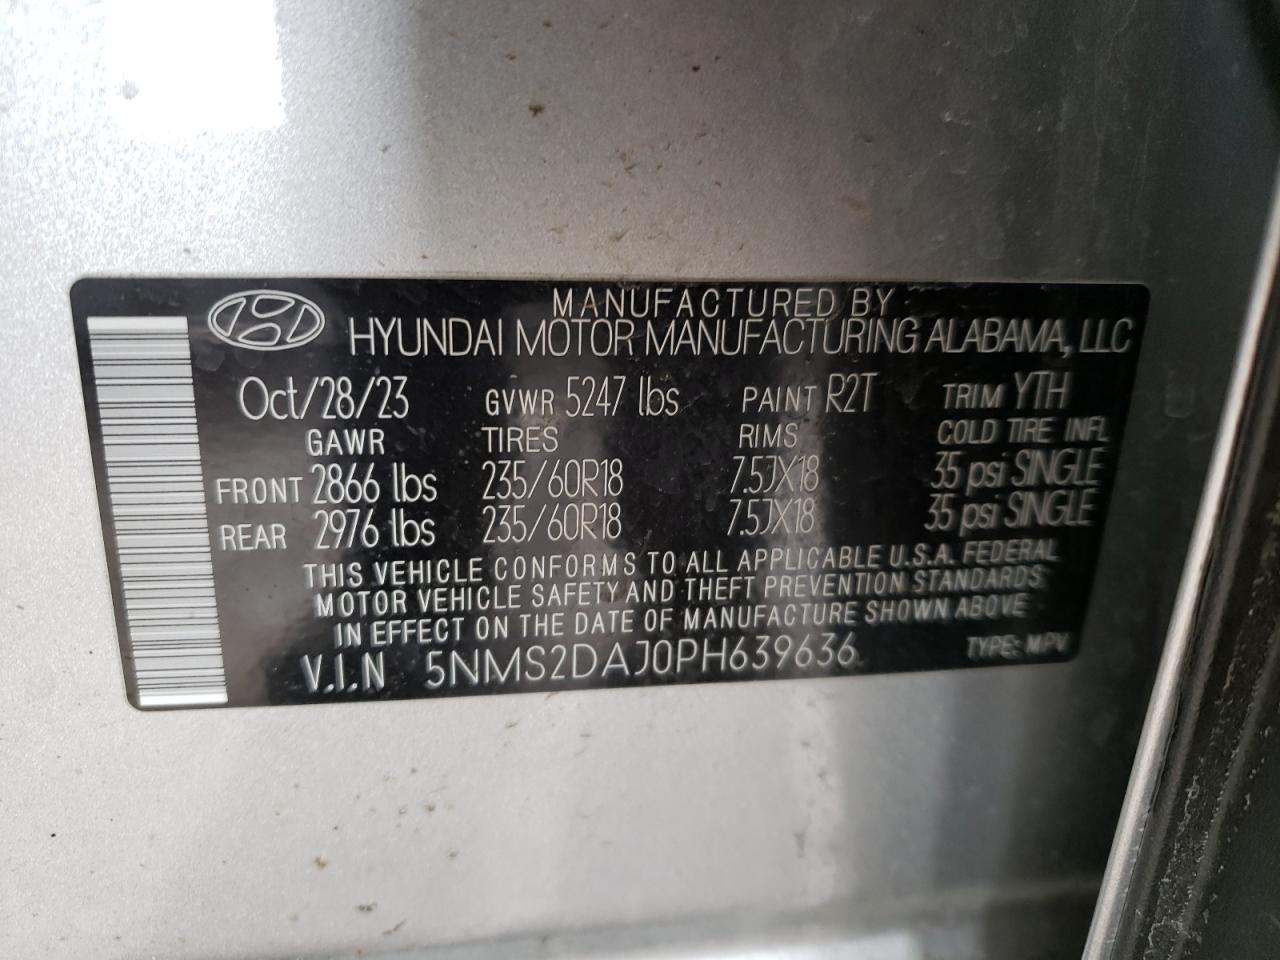 MANUFACTURED BY
HYUNDAI MOTOR MANUFACTURING ALABAMA, LLC
Oct/28/23 GVWR 5247 lbs PAINT R2T TRIM YTH
GAWR TIRES RIMS COLD TIRE INFL
FRONT 2866 lbs 235/60R18 7.5JX18 35 psi SINGLE
REAR 2976 lbs 235/60R18 7.5JX18 35 psi SINGLE
THIS VEHICLE CONFORMS TO ALL APPLICABLE U.S.A. FEDERAL
MOTOR VEHICLE SAFETY AND THEFT PREVENTION STANDARDS
IN EFFECT ON THE DATE OF MANUFACTURE SHOWN ABOVE
V.I.N 5NMS2DAJ0PH639636 TYPE: MPV